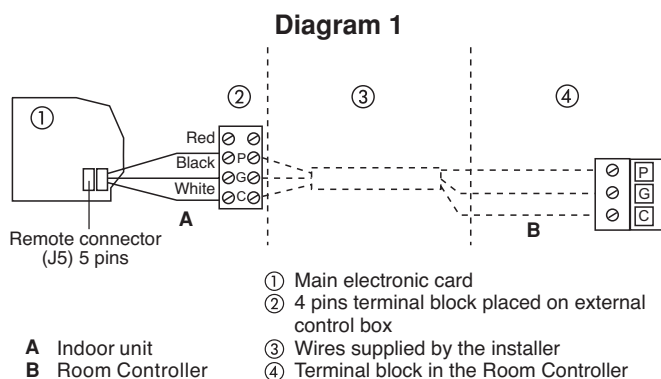 Diagram 1
① ② ③ ④
Red
Black
White
P
G
C
P
G
C
A
B
Remote connector
(J5) 5 pins
① Main electronic card
② 4 pins terminal block placed on external
control box
A Indoor unit
③ Wires supplied by the installer
B Room Controller
④ Terminal block in the Room Controller